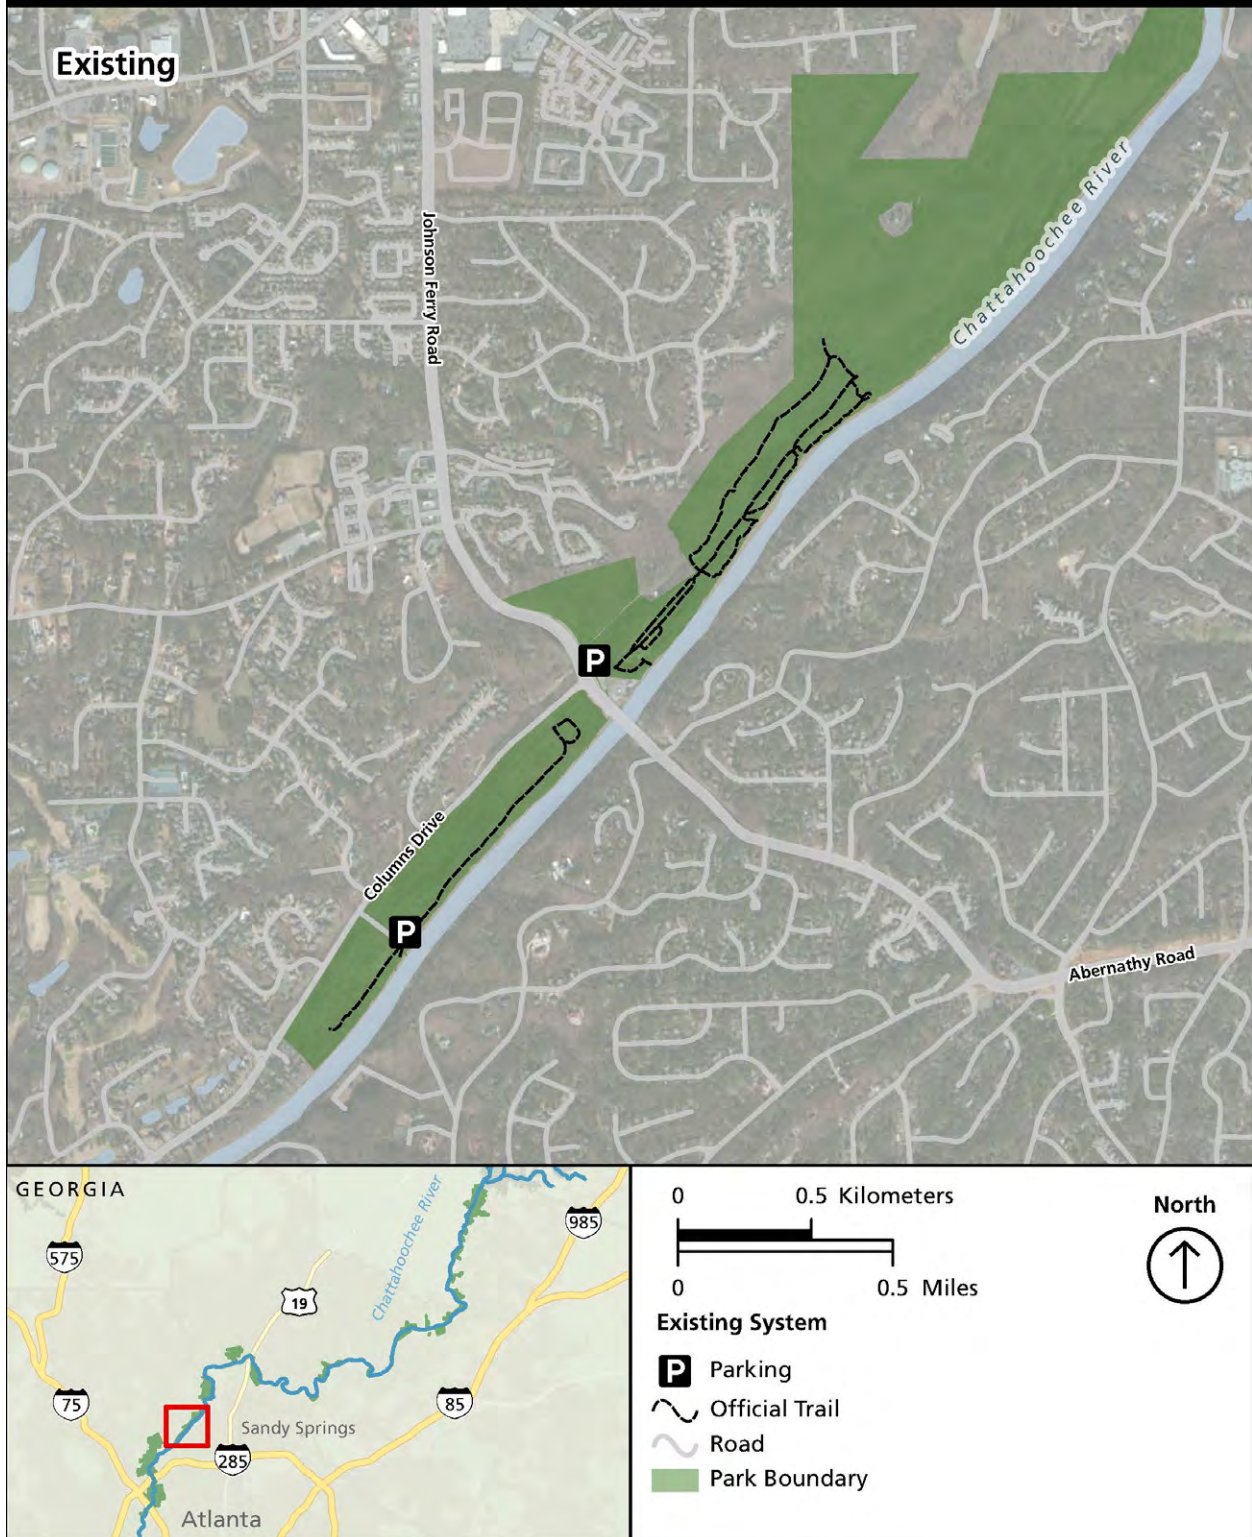 Existing
Johnson Ferry Road
Chattahoochee River
Columns Drive
P
P
Abernathy Road
GEORGIA
Chattahoochee River
985
575
19
75
85
Sandy Springs
285
Atlanta
0 0.5 Kilometers
0 0.5 Miles
North
Existing System
P Parking
Official Trail
Road
Park Boundary